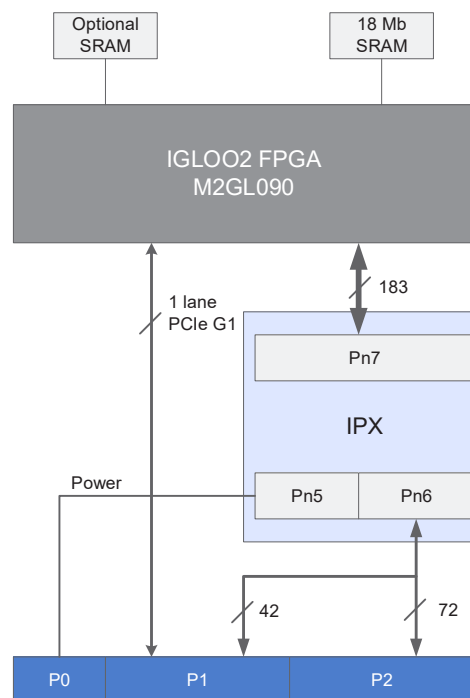 Optional
SRAM
18 Mb
SRAM
IGLOO2 FPGA
M2GL090
1 lane
PCIe G1
183
Pn7
IPX
Power
Pn5
Pn6
42
72
P0
P1
P2